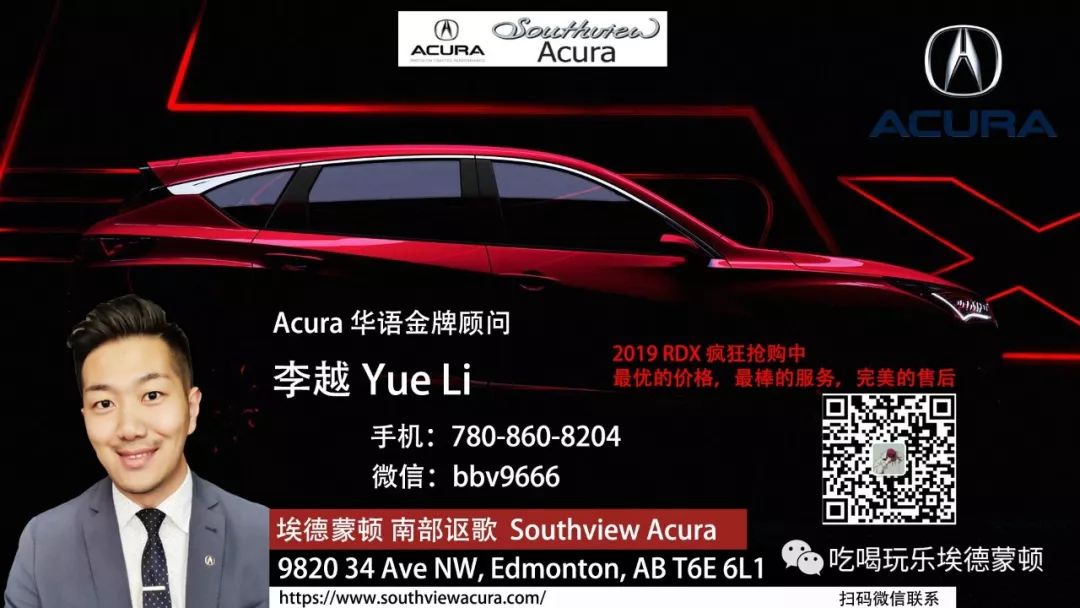 ACURA
Southview
Acura
ACURA
Acura 华语金牌顾问
李越 Yue Li
2019 RDX 疯狂抢购中
最优的价格，最棒的服务，完美的售后
手机：780-860-8204
微信：bbv9666
埃德蒙顿 南部讴歌 Southview Acura
9820 34 Ave NW, Edmonton, AB T6E 6L1
吃喝玩乐埃德蒙顿
https://www.southviewacura.com/
扫码微信联系